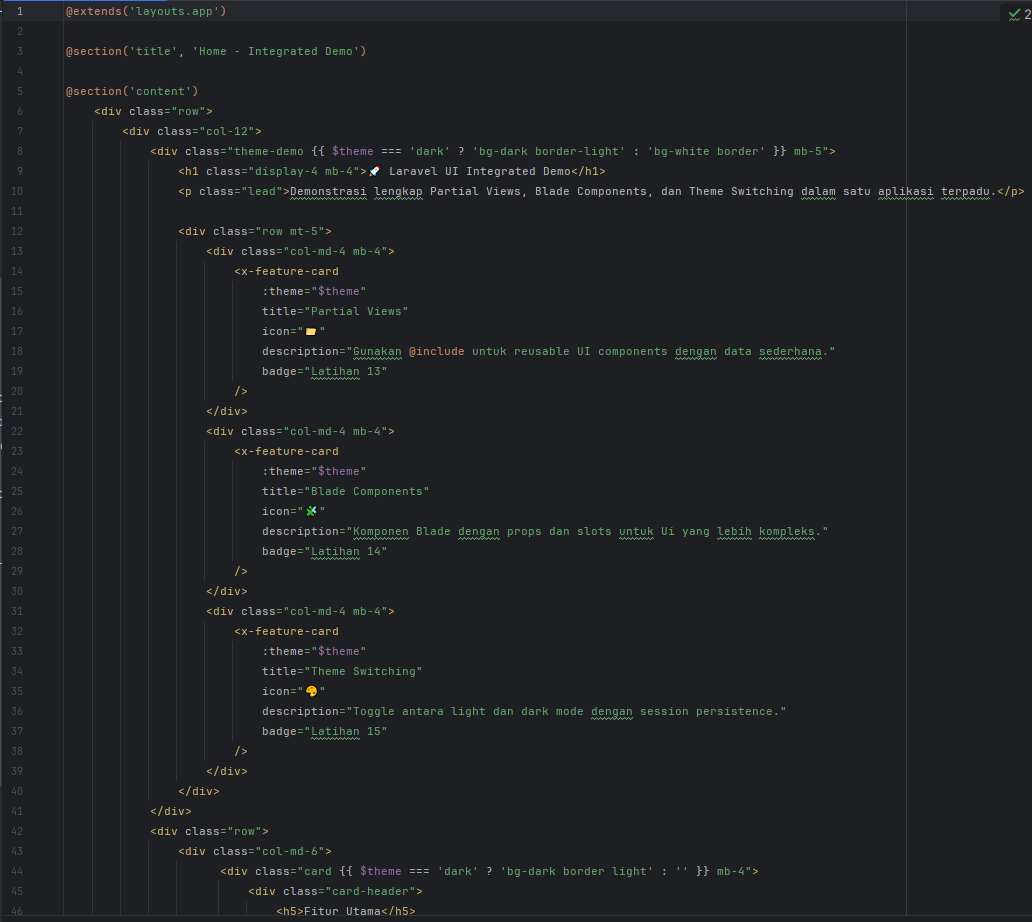 1 @extends('layouts.app')
2
3 @section('title', 'Home - Integrated Demo')
4
5 @section('content')
6 <div class="row">
7 <div class="col-12">
8 <div class="theme-demo {{ $theme === 'dark' ? 'bg-dark border-light' : 'bg-white border' }} mb-5">
9 <h1 class="display-4 mb-4">🚀 Laravel UI Integrated Demo</h1>
10 <p class="lead">Demonstrasi lengkap Partial Views, Blade Components, dan Theme Switching dalam satu aplikasi terpadu.</p>
11
12 <div class="row mt-5">
13 <div class="col-md-4 mb-4">
14 <x-feature-card
15 :theme="$theme"
16 title="Partial Views"
17 icon="📁"
18 description="Gunakan @include untuk reusable UI components dengan data sederhana."
19 badge="Latihan 13"
20 />
21 </div>
22 <div class="col-md-4 mb-4">
23 <x-feature-card
24 :theme="$theme"
25 title="Blade Components"
26 icon="🧩"
27 description="Komponen Blade dengan props dan slots untuk Ui yang lebih kompleks."
28 badge="Latihan 14"
29 />
30 </div>
31 <div class="col-md-4 mb-4">
32 <x-feature-card
33 :theme="$theme"
34 title="Theme Switching"
35 icon="🎨"
36 description="Toggle antara light dan dark mode dengan session persistence."
37 badge="Latihan 15"
38 />
39 </div>
40 </div>
41 </div>
42 <div class="row">
43 <div class="col-md-6">
44 <div class="card {{ $theme === 'dark' ? 'bg-dark border light' : '' }} mb-4">
45 <div class="card-header">
46 <h5>Fitur Utama</h5>
2